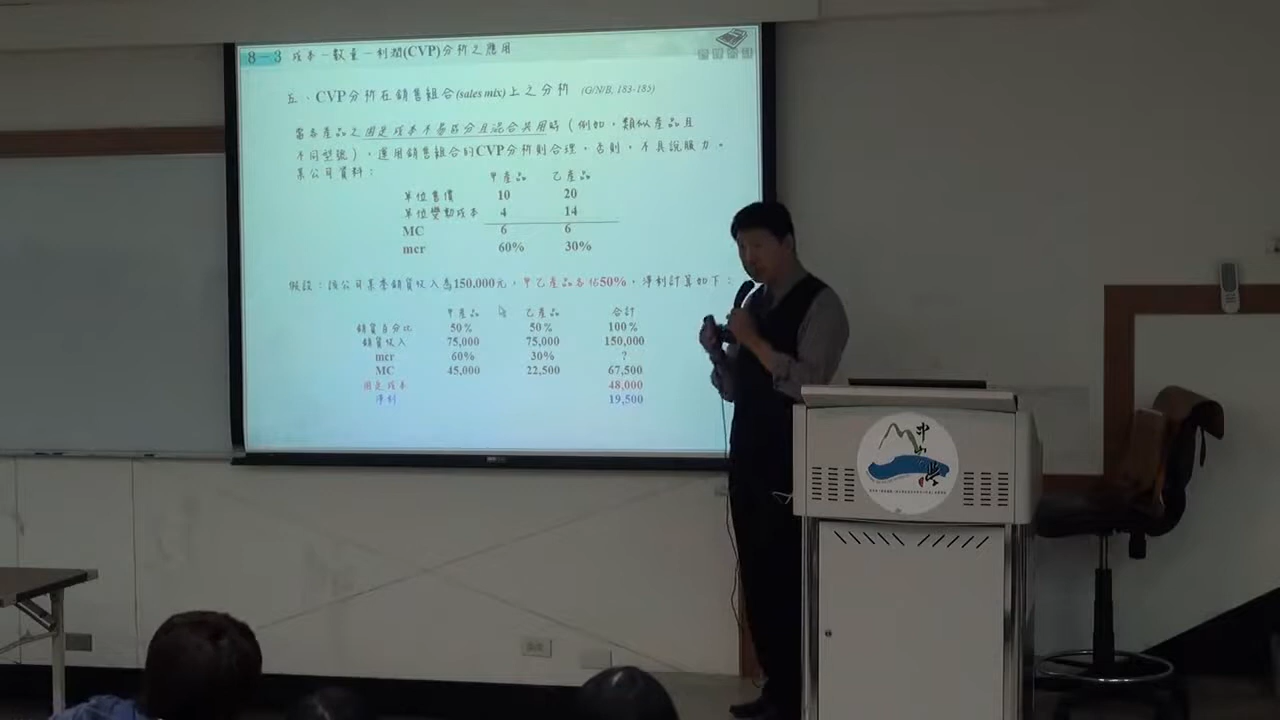 8－3 成本－數量－利潤(CVP)分析之應用
五、CVP分析在銷售組合(sales mix)上之分析 (G/N/B, 183-185)
當各產品之固定成本不易區分且混合共用時（例如，類似產品且
不同型號），運用銷售組合的CVP分析則合理，否則，不具說服力。
某公司資料：
甲產品 乙產品
單位售價 10 20
單位變動成本 4 14
MC 6 6
mcr 60% 30%
假設：該公司某季銷貨收入為150,000元，甲乙產品各佔50%，淨利計算如下：
甲產品 乙產品 合計
銷貨百分比 50% 50% 100%
銷貨收入 75,000 75,000 150,000
mcr 60% 30% ?
MC 45,000 22,500 67,500
固定成本 48,000
淨利 19,500
中山